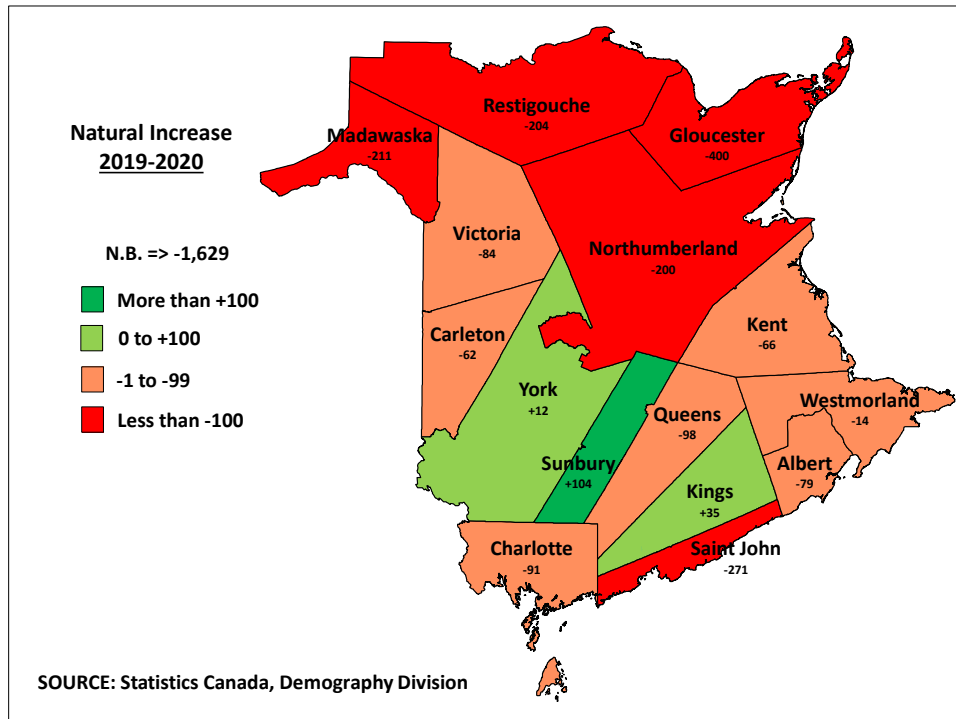 Natural Increase
2019-2020
N.B. => -1,629
More than +100
0 to +100
-1 to -99
Less than -100
Restigouche
-204
Madawaska
-211
Gloucester
-400
Victoria
-84
Northumberland
-200
Carleton
-62
Kent
-66
York
+12
Queens
-98
Westmorland
-14
Sunbury
+104
Albert
-79
Kings
+35
Charlotte
-91
Saint John
-271
SOURCE: Statistics Canada, Demography Division